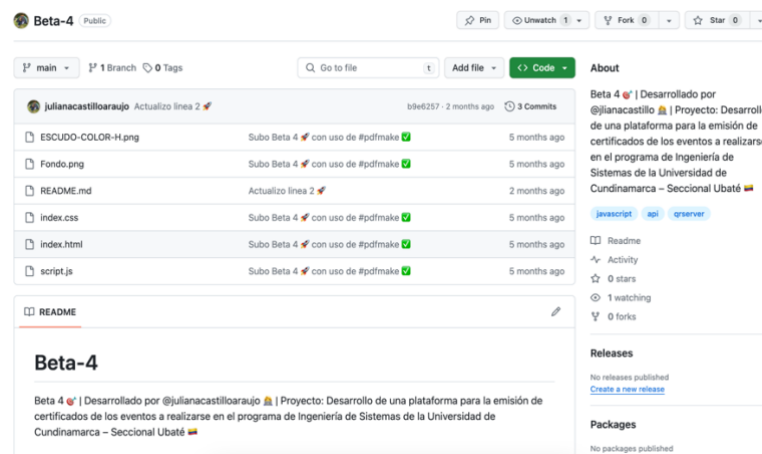 Beta-4 Public
Pin
Unwatch 1
Fork 0
Star 0
main
1 Branch
0 Tags
Go to file
t
Add file
Code
julianacastilloaraujo Actualizo linea 2 🚀
b9e6257 · 2 months ago
3 Commits
ESCUDO-COLOR-H.png Subo Beta 4 🚀 con uso de #pdfmake ✅ 5 months ago
Fondo.png Subo Beta 4 🚀 con uso de #pdfmake ✅ 5 months ago
README.md Actualizo linea 2 🚀 2 months ago
index.css Subo Beta 4 🚀 con uso de #pdfmake ✅ 5 months ago
index.html Subo Beta 4 🚀 con uso de #pdfmake ✅ 5 months ago
script.js Subo Beta 4 🚀 con uso de #pdfmake ✅ 5 months ago
README
Beta-4
Beta 4 🎯 | Desarrollado por @julianacastilloaraujo 👩‍💻 | Proyecto: Desarrollo de una plataforma para la emisión de
certificados de los eventos a realizarse en el programa de Ingeniería de Sistemas de la Universidad de
Cundinamarca – Seccional Ubaté 🇨🇴
About
Beta 4 🎯 | Desarrollado por
@jlianacastillo 👩‍💻 | Proyecto: Desarroll
de una plataforma para la emisión de
certificados de los eventos a realizars
en el programa de Ingeniería de
Sistemas de la Universidad de
Cundinamarca – Seccional Ubaté 🇨🇴
javascript api qrserver
Readme
Activity
0 stars
1 watching
0 forks
Releases
No releases published
Create a new release
Packages
No packages published